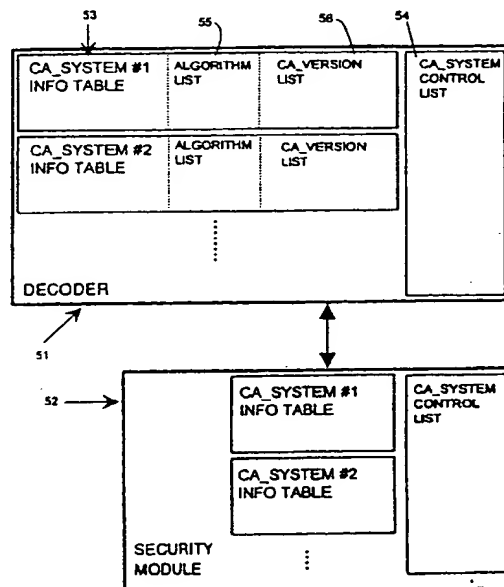 53
55
56
54
CA_SYSTEM #1
INFO TABLE
ALGORITHM
LIST
CA_VERSION
LIST
CA_SYSTEM
CONTROL
LIST
CA_SYSTEM #2
INFO TABLE
ALGORITHM
LIST
CA_VERSION
LIST
DECODER
51
52
CA_SYSTEM #1
INFO TABLE
CA_SYSTEM
CONTROL
LIST
CA_SYSTEM #2
INFO TABLE
SECURITY
MODULE